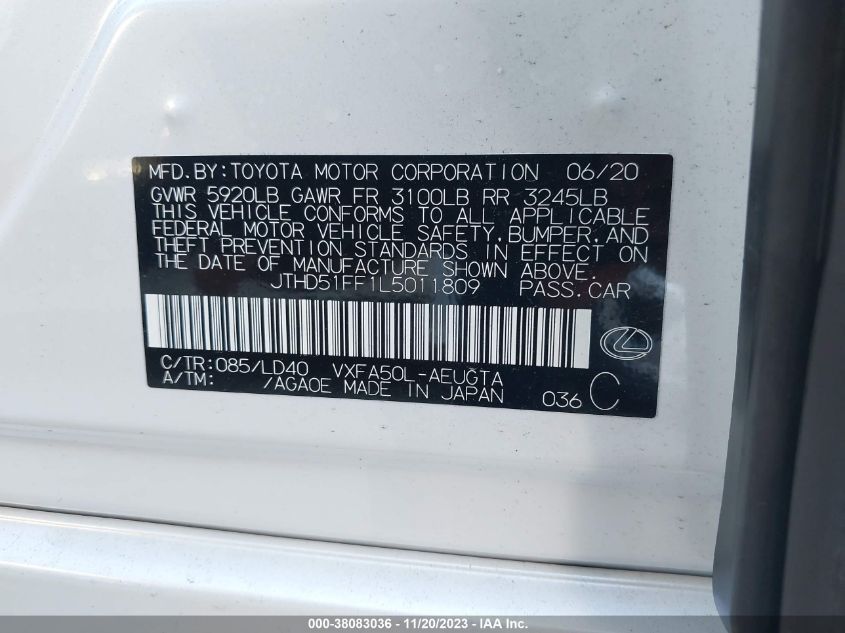 MFD.BY: TOYOTA MOTOR CORPORATION 06/20
GVWR 5920LB GAWR FR 3100LB RR 3245LB
THIS VEHICLE CONFORMS TO ALL APPLICABLE
FEDERAL MOTOR VEHICLE SAFETY, BUMPER, AND
THEFT PREVENTION STANDARDS IN EFFECT ON
THE DATE OF MANUFACTURE SHOWN ABOVE.
JTHD51FF1L5011809 PASS.CAR
C/TR: 085/LD40 VXFA50L-AEUGTA
A/TM: /AGA0E MADE IN JAPAN 036 C
000-38083036 - 11/20/2023 - IAA Inc.